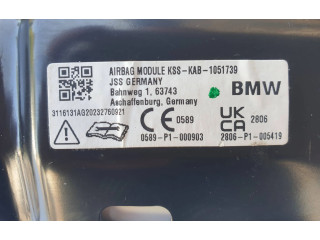 AIRBAG MODULE KSS-KAB-1051739
JSS GERMANY
Bahnweg 1, 63743
Aschaffenburg, Germany
BMW
3116131AG20232760921
CE 0589
UK CA 2806
0589-P1-000903
2806-P1-005419